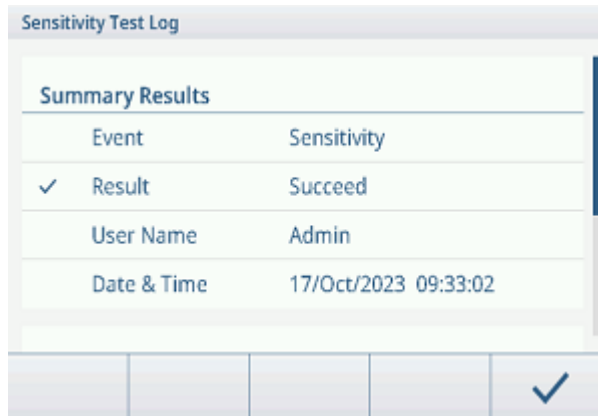 Sensitivity Test Log
Summary Results
Event Sensitivity
Result Succeed
User Name Admin
Date & Time 17/Oct/2023 09:33:02